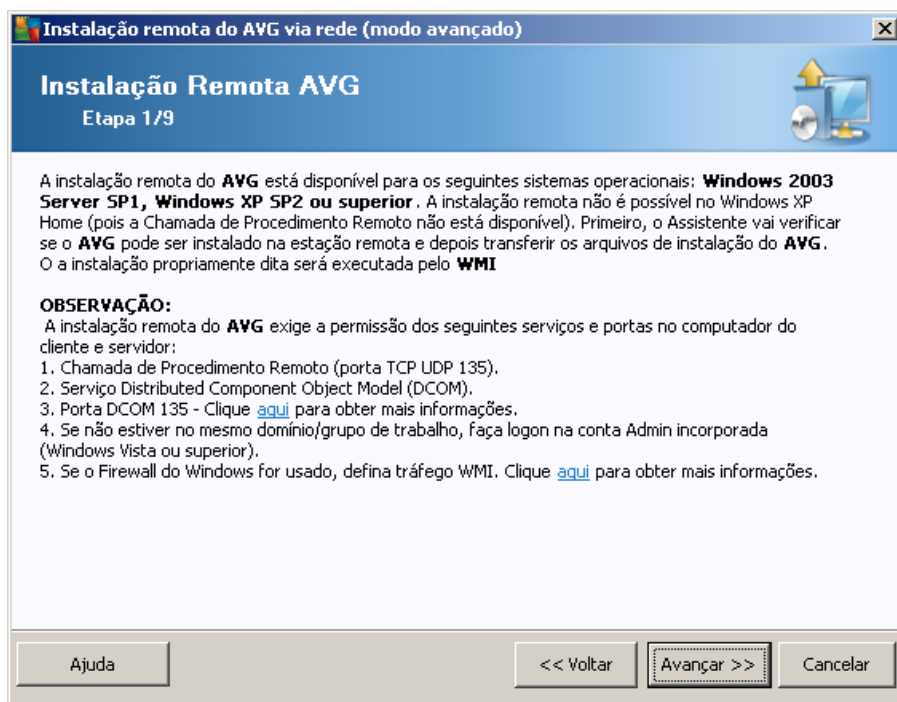 Instalação remota do AVG via rede (modo avançado)
Instalação Remota AVG
Etapa 1/9
A instalação remota do AVG está disponível para os seguintes sistemas operacionais: Windows 2003
Server SP1, Windows XP SP2 ou superior. A instalação remota não é possível no Windows XP
Home (pois a Chamada de Procedimento Remoto não está disponível). Primeiro, o Assistente vai verificar
se o AVG pode ser instalado na estação remota e depois transferir os arquivos de instalação do AVG.
O a instalação propriamente dita será executada pelo WMI
OBSERVAÇÃO:
A instalação remota do AVG exige a permissão dos seguintes serviços e portas no computador do
cliente e servidor:
1. Chamada de Procedimento Remoto (porta TCP UDP 135).
2. Serviço Distributed Component Object Model (DCOM).
3. Porta DCOM 135 - Clique aqui para obter mais informações.
4. Se não estiver no mesmo domínio/grupo de trabalho, faça logon na conta Admin incorporada
(Windows Vista ou superior).
5. Se o Firewall do Windows for usado, defina tráfego WMI. Clique aqui para obter mais informações.
Ajuda
<< Voltar
Avançar >>
Cancelar